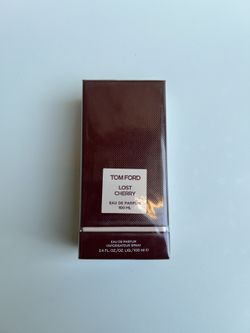 TOM FORD
LOST
CHERRY
EAU DE PARFUM
100 ML
EAU DE PARFUM
VAPORISATEUR SPRAY
3.4 FL. OZ./OZ. LIQ./100 ml ℮